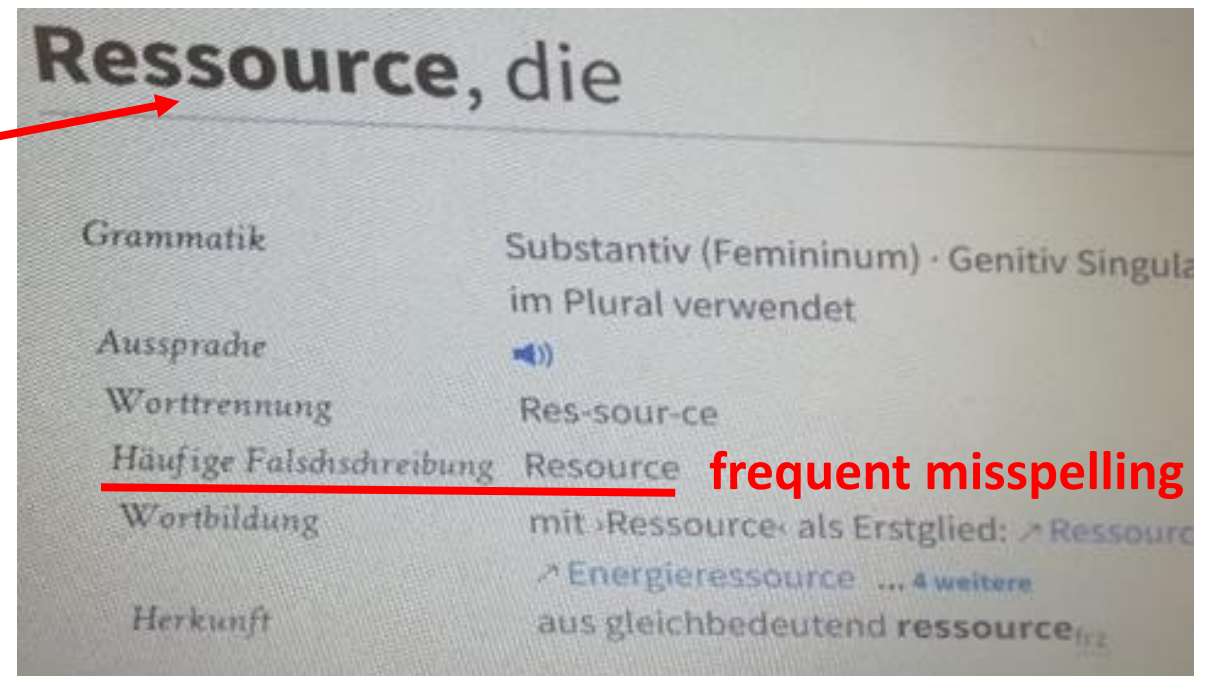 Ressource, die
Grammatik Substantiv (Femininum) · Genitiv Singula
im Plural verwendet
Aussprache
Worttrennung Res-sour-ce
Häufige Falschschreibung Resource frequent misspelling
Wortbildung mit ›Ressource‹ als Erstglied: ↗Ressourc
↗Energieressource ... 4 weitere
Herkunft aus gleichbedeutend ressource frz